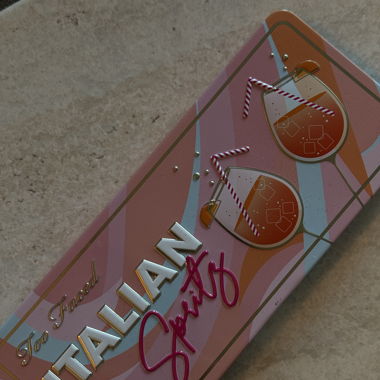 Too Faced
ITALIAN
Spritz